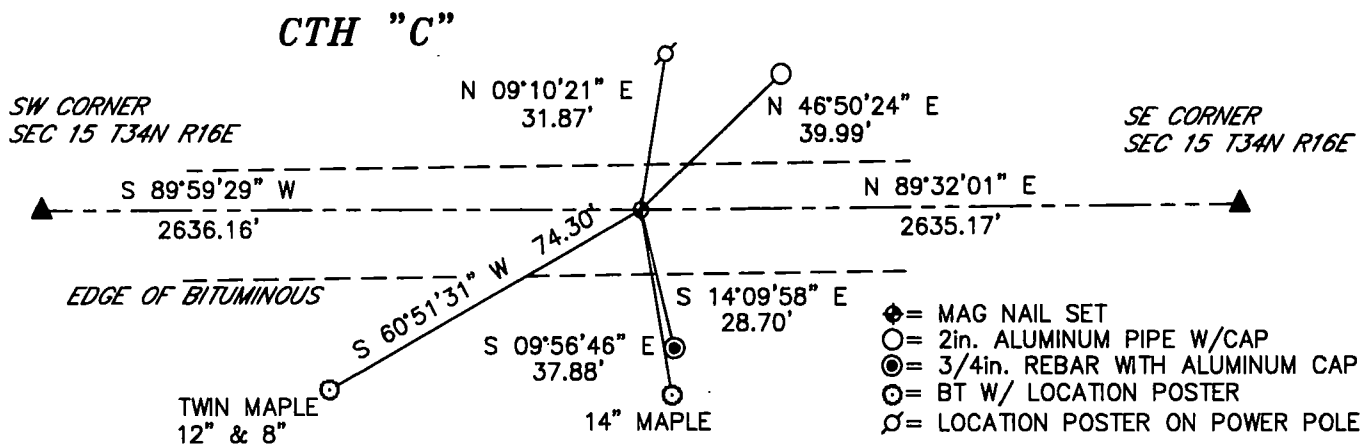 CTH "C"
SW CORNER
SEC 15 T34N R16E
N 09°10'21" E
31.87'
N 46°50'24" E
39.99'
SE CORNER
SEC 15 T34N R16E
S 89°59'29" W
2636.16'
N 89°32'01" E
2635.17'
S 60°51'31" W 74.30'
EDGE OF BITUMINOUS
S 14°09'58" E
28.70'
S 09°56'46" E
37.88'
TWIN MAPLE
12" & 8"
14" MAPLE
= MAG NAIL SET
= 2in. ALUMINUM PIPE W/CAP
= 3/4in. REBAR WITH ALUMINUM CAP
= BT W/ LOCATION POSTER
= LOCATION POSTER ON POWER POLE